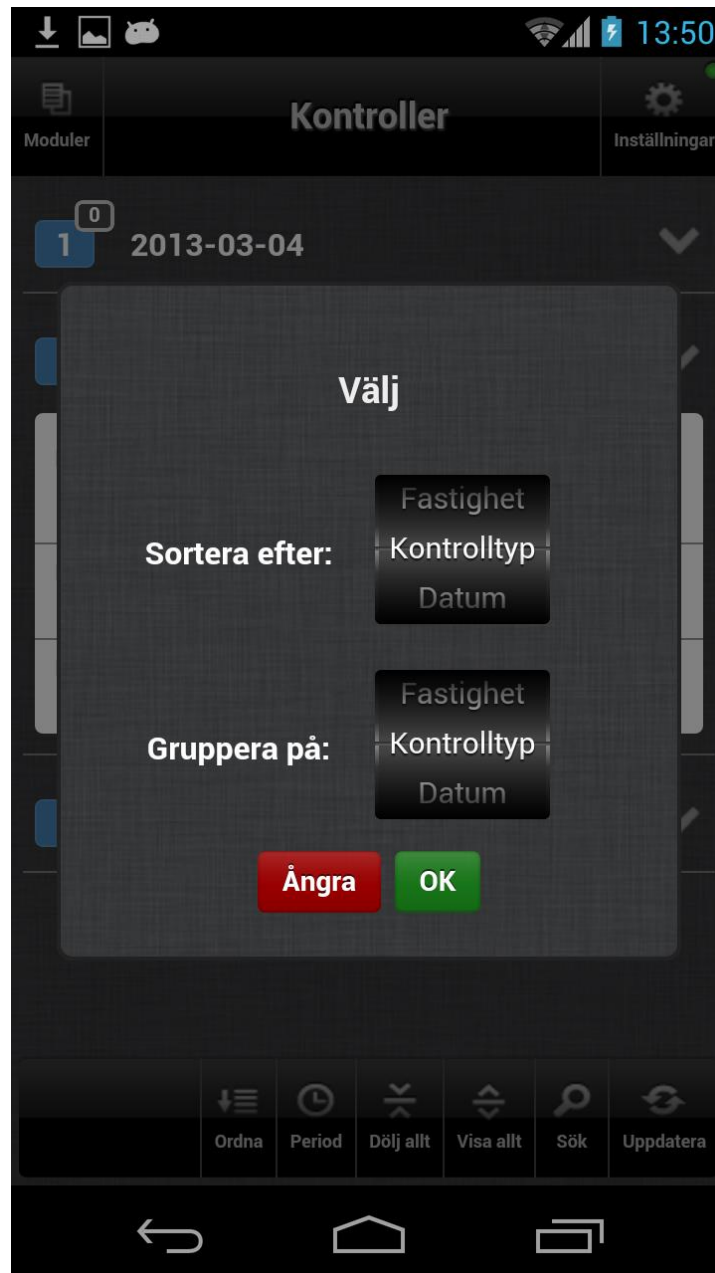 13:50
Moduler
Kontroller
Inställningar
0
1
2013-03-04
Välj
Fastighet
Sortera efter:
Kontrolltyp
Datum
Fastighet
Gruppera på:
Kontrolltyp
Datum
Ångra
OK
Ordna
Period
Dölj allt
Visa allt
Sök
Uppdatera